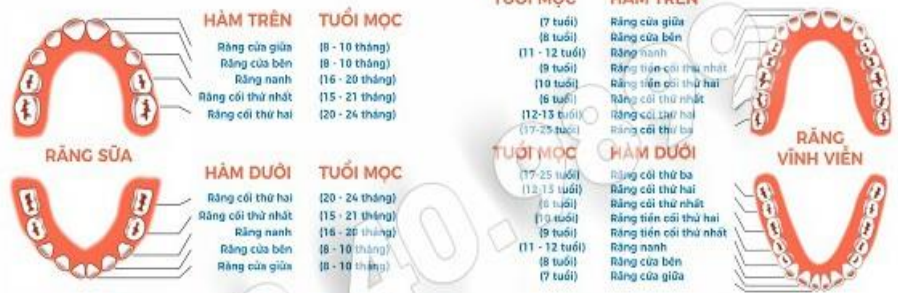 HÀM TRÊN TUỔI MỌC
Răng cửa giữa (8 - 10 tháng)
Răng cửa bên (8 - 10 tháng)
Răng nanh (16 - 20 tháng)
Răng cối thứ nhất (15 - 21 tháng)
Răng cối thứ hai (20 - 24 tháng)
RĂNG SỮA
HÀM DƯỚI TUỔI MỌC
Răng cối thứ hai (20 - 24 tháng)
Răng cối thứ nhất (15 - 21 tháng)
Răng nanh (16 - 20 tháng)
Răng cửa bên (8 - 10 tháng)
Răng cửa giữa (8 - 10 tháng)
TUỔI MỌC HÀM TRÊN
(7 tuổi) Răng cửa giữa
(8 tuổi) Răng cửa bên
(11 - 12 tuổi) Răng nanh
(9 tuổi) Răng tiền cối thứ nhất
(10 tuổi) Răng tiền cối thứ hai
(6 tuổi) Răng cối thứ nhất
(12-13 tuổi) Răng cối thứ hai
(17-25 tuổi) Răng cối thứ ba
RĂNG
VĨNH VIỄN
TUỔI MỌC HÀM DƯỚI
(17-25 tuổi) Răng cối thứ ba
(12-13 tuổi) Răng cối thứ hai
(6 tuổi) Răng cối thứ nhất
(10 tuổi) Răng tiền cối thứ hai
(9 tuổi) Răng tiền cối thứ nhất
(11 - 12 tuổi) Răng nanh
(8 tuổi) Răng cửa bên
(7 tuổi) Răng cửa giữa